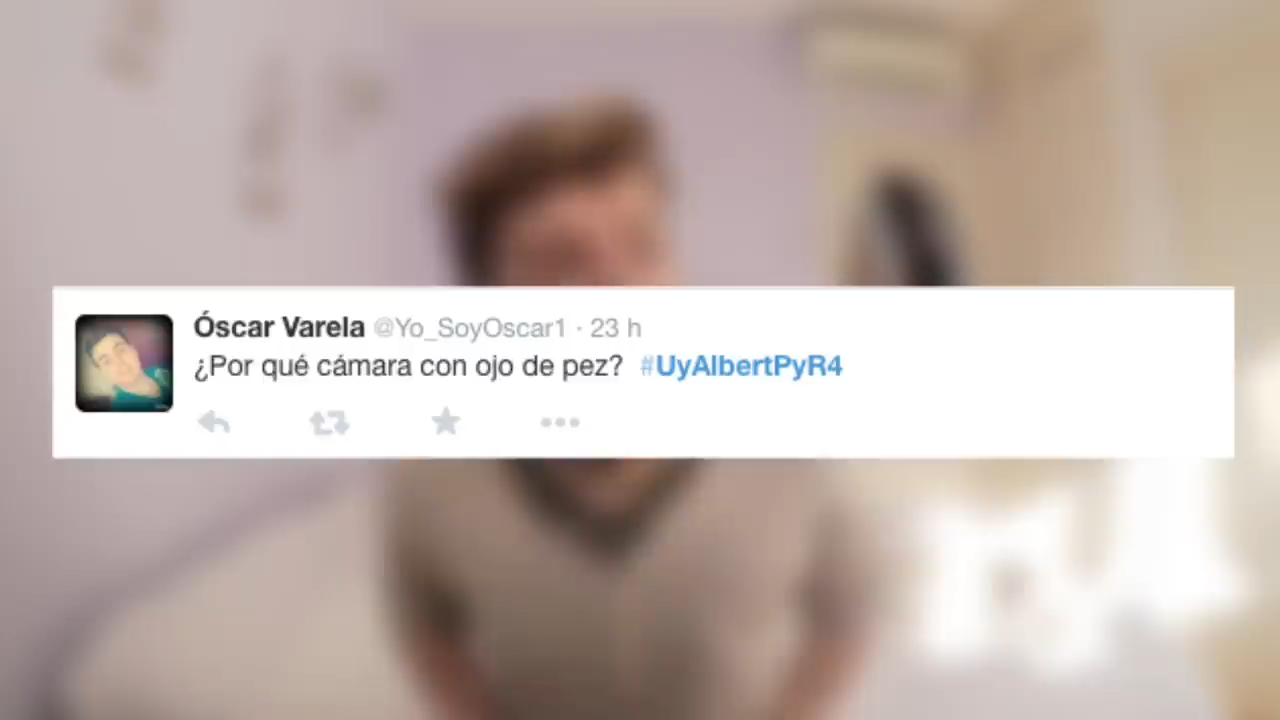 Óscar Varela @Yo_SoyOscar1 · 23 h
¿Por qué cámara con ojo de pez? #UyAlbertPyR4